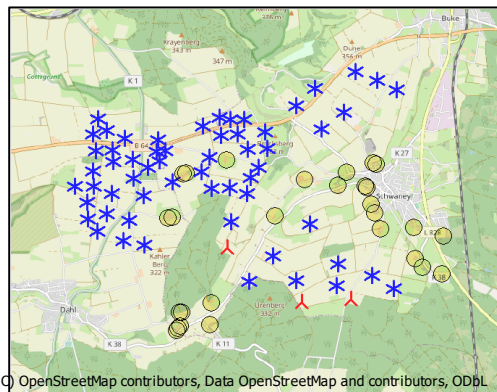 Buke
Krayenberg
343 m
347 m
Dune
356 m
K 1
Gottegrund
B 64
K 27
Schwaney
L 828
K 38
Kahler
Berg
322 m
Urenberg
332 m
Dahl
K 38
K 11
© OpenStreetMap contributors, Data OpenStreetMap and contributors, ODbL